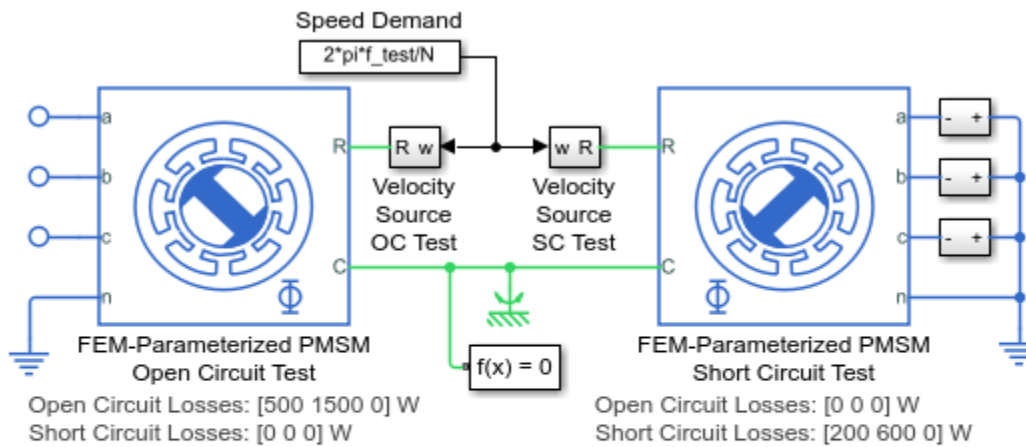 Speed Demand
2*pi*f_test/N
a
b
c
n
R
C
R w
w R
Velocity
Source
OC Test
Velocity
Source
SC Test
R
C
a
b
c
n
- +
- +
- +
Φ
Φ
f(x) = 0
FEM-Parameterized PMSM
Open Circuit Test
Open Circuit Losses: [500 1500 0] W
Short Circuit Losses: [0 0 0] W
FEM-Parameterized PMSM
Short Circuit Test
Open Circuit Losses: [0 0 0] W
Short Circuit Losses: [200 600 0] W